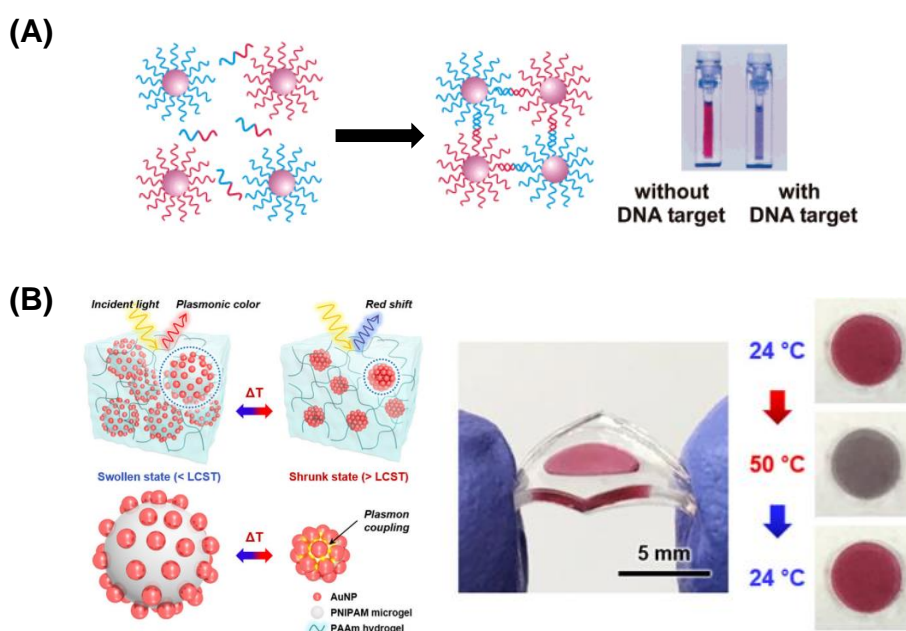 (A)
without
DNA target
with
DNA target
(B)
Incident light
Plasmonic color
Red shift
ΔT
Swollen state (< LCST)
Shrunk state (> LCST)
ΔT
Plasmon
coupling
AuNP
PNIPAM microgel
PAAm hydrogel
5 mm
24 °C
50 °C
24 °C